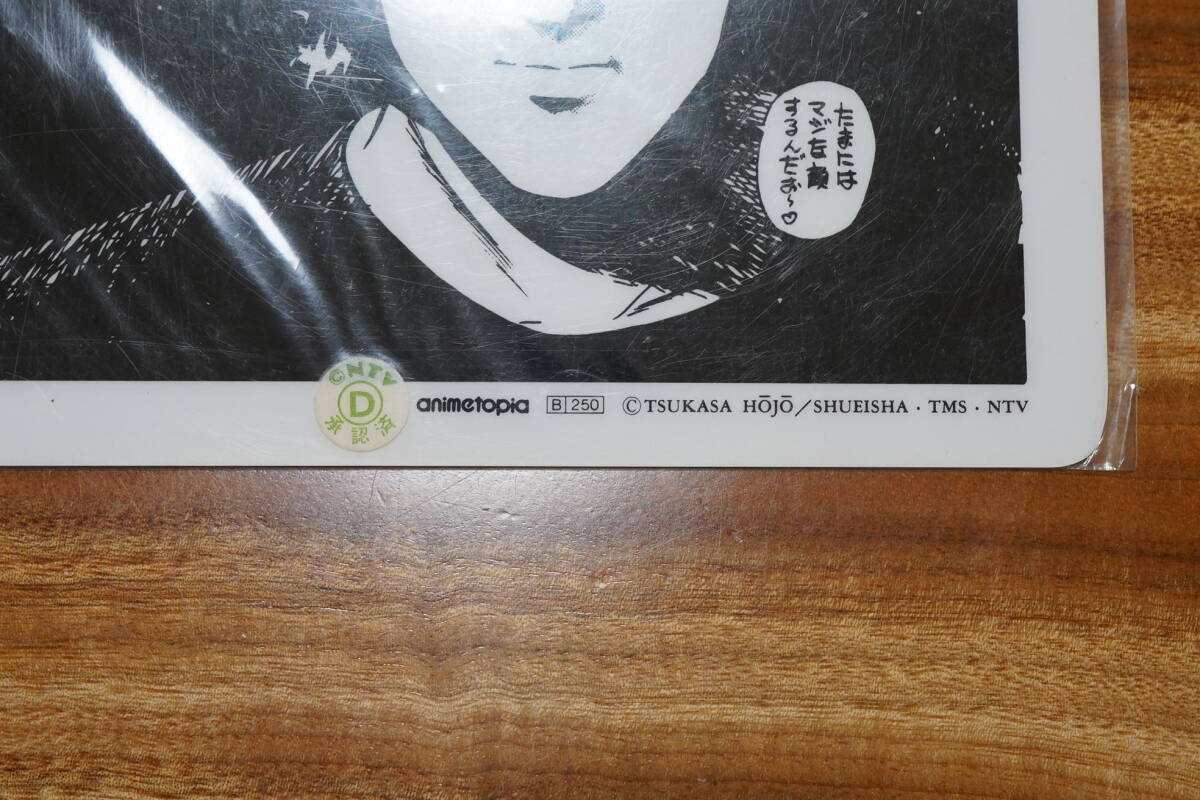 たまには
マジな顔
するんだぉ〜♡
©NTV
D
承認済
animetopia B 250 ©TSUKASA HŌJŌ/SHUEISHA・TMS・NTV